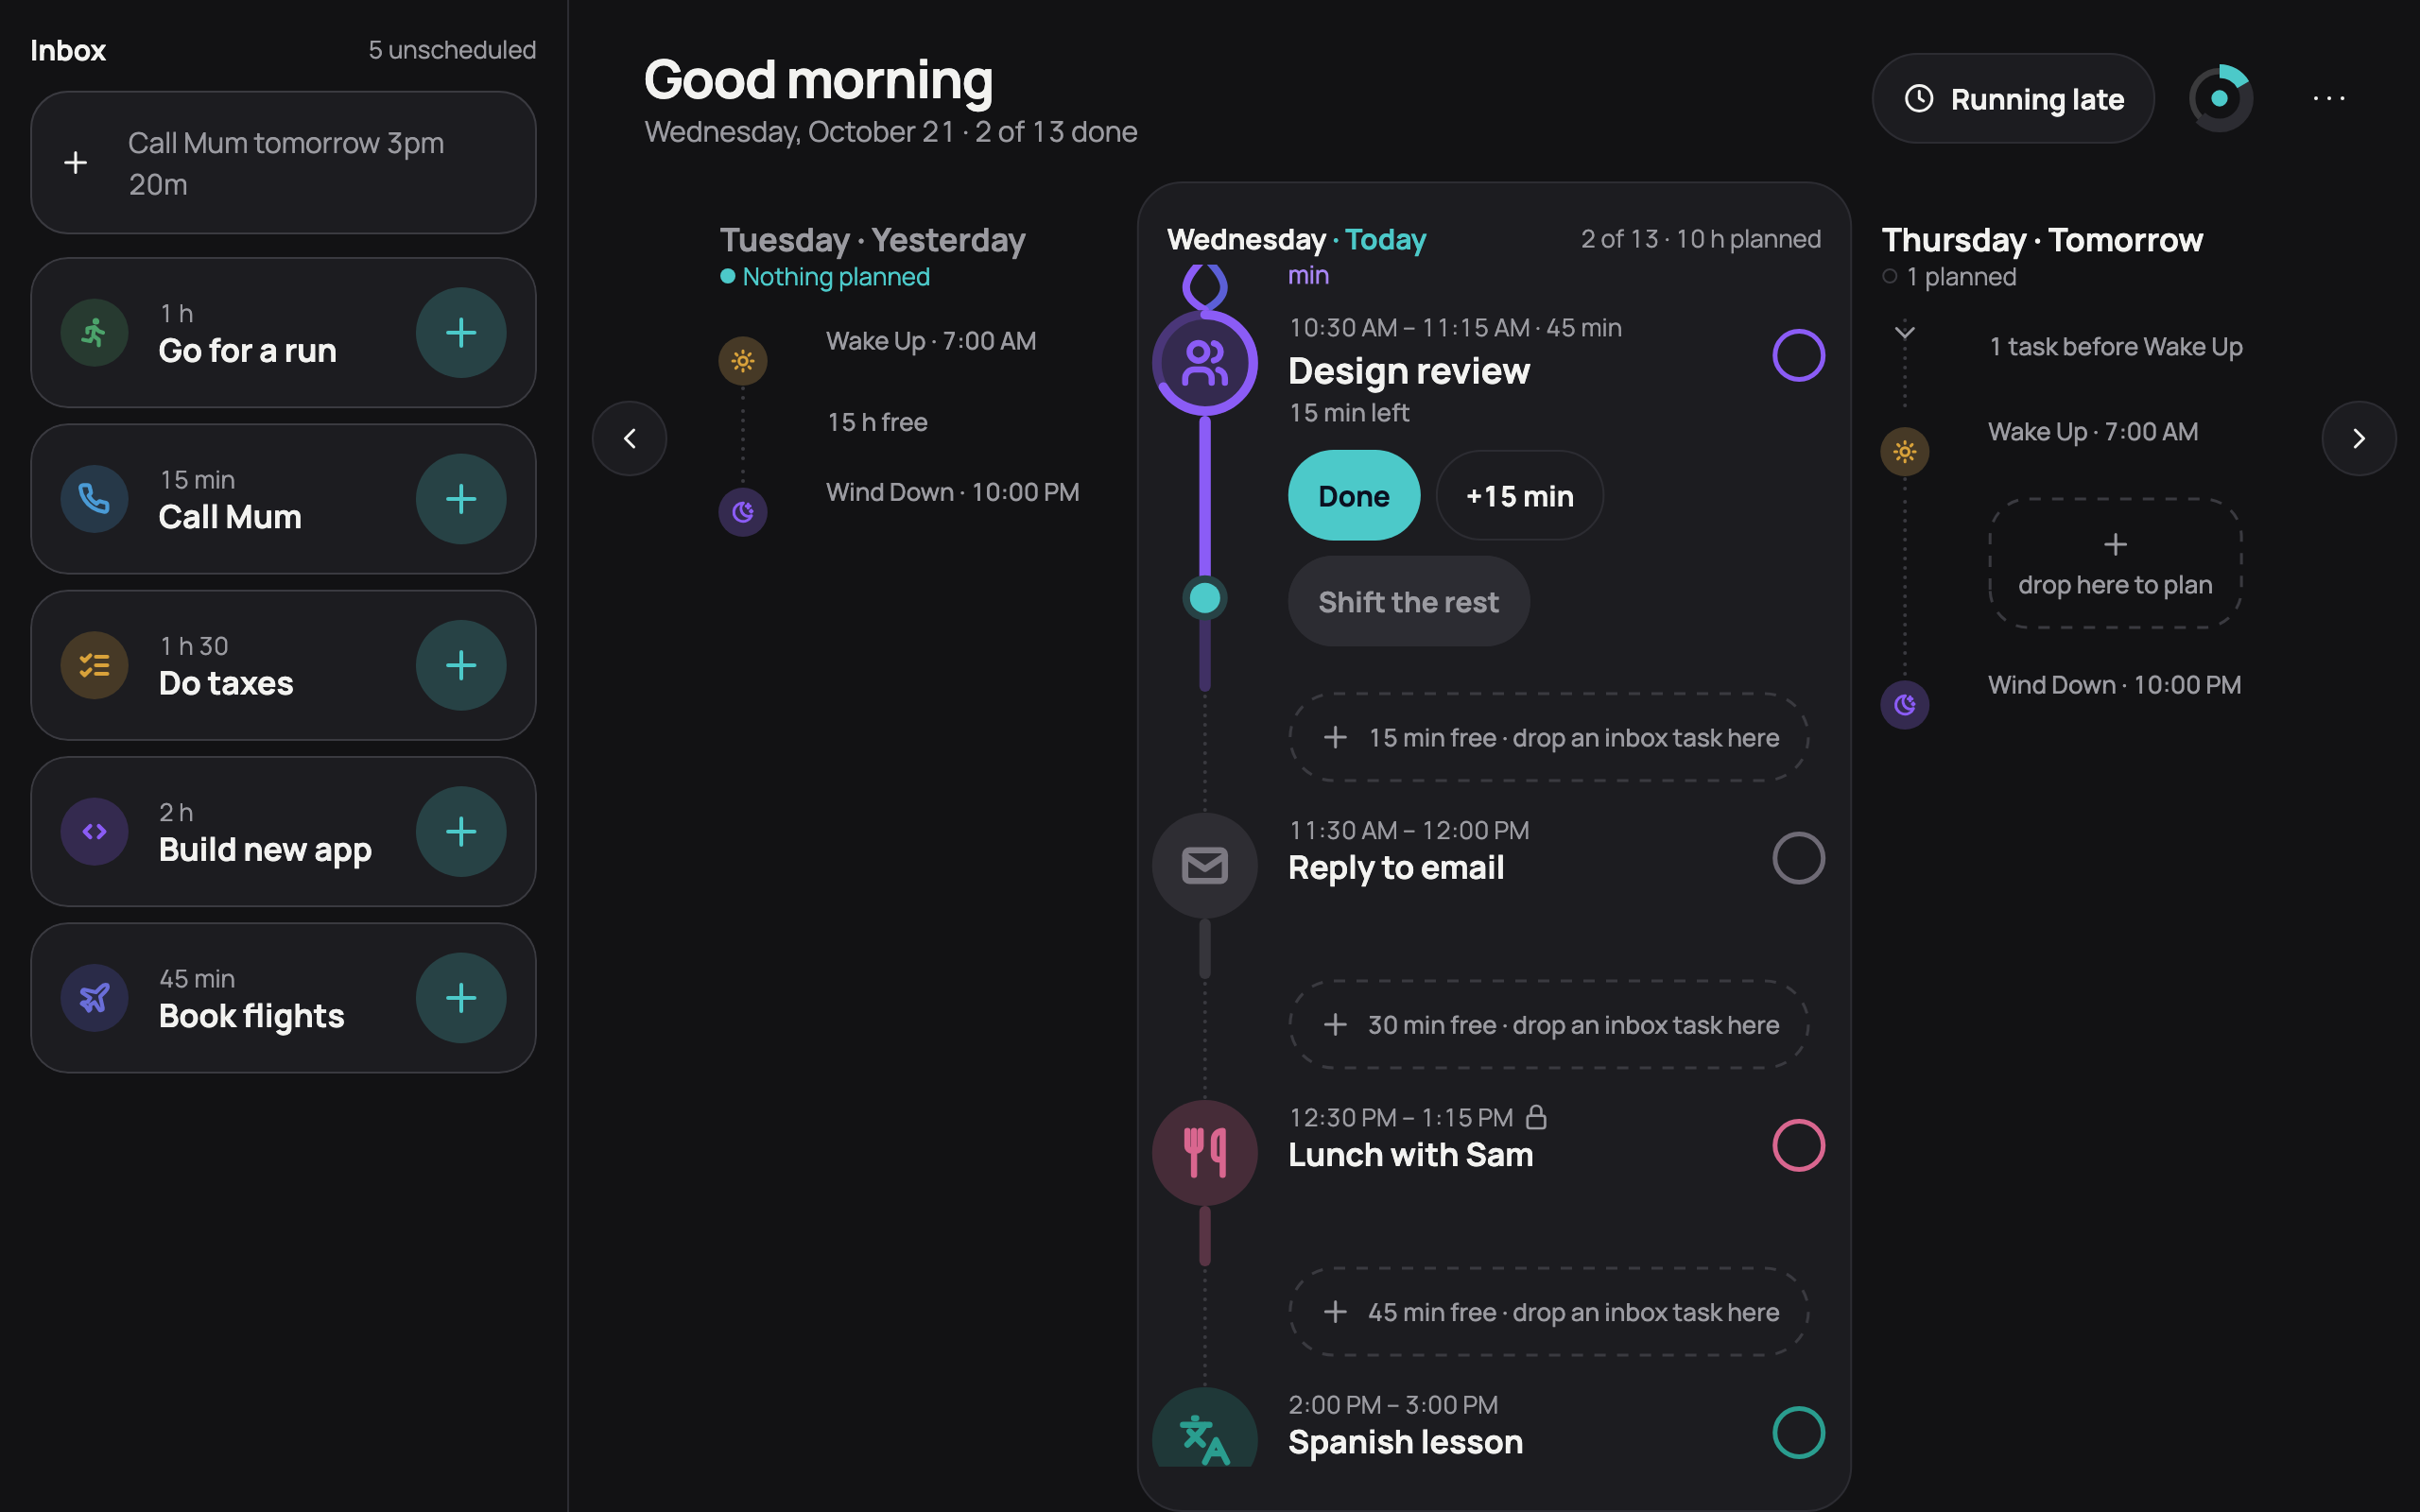 Inbox
5 unscheduled
Call Mum tomorrow 3pm
20m
1 h
Go for a run
15 min
Call Mum
1 h 30
Do taxes
2 h
Build new app
45 min
Book flights
Good morning
Wednesday, October 21 · 2 of 13 done
Running late
Tuesday · Yesterday
Nothing planned
Wake Up · 7:00 AM
15 h free
Wind Down · 10:00 PM
Wednesday · Today
2 of 13 · 10 h planned
min
10:30 AM – 11:15 AM · 45 min
Design review
15 min left
Done
+15 min
Shift the rest
15 min free · drop an inbox task here
11:30 AM – 12:00 PM
Reply to email
30 min free · drop an inbox task here
12:30 PM – 1:15 PM
Lunch with Sam
45 min free · drop an inbox task here
2:00 PM – 3:00 PM
Spanish lesson
Thursday · Tomorrow
1 planned
1 task before Wake Up
Wake Up · 7:00 AM
drop here to plan
Wind Down · 10:00 PM